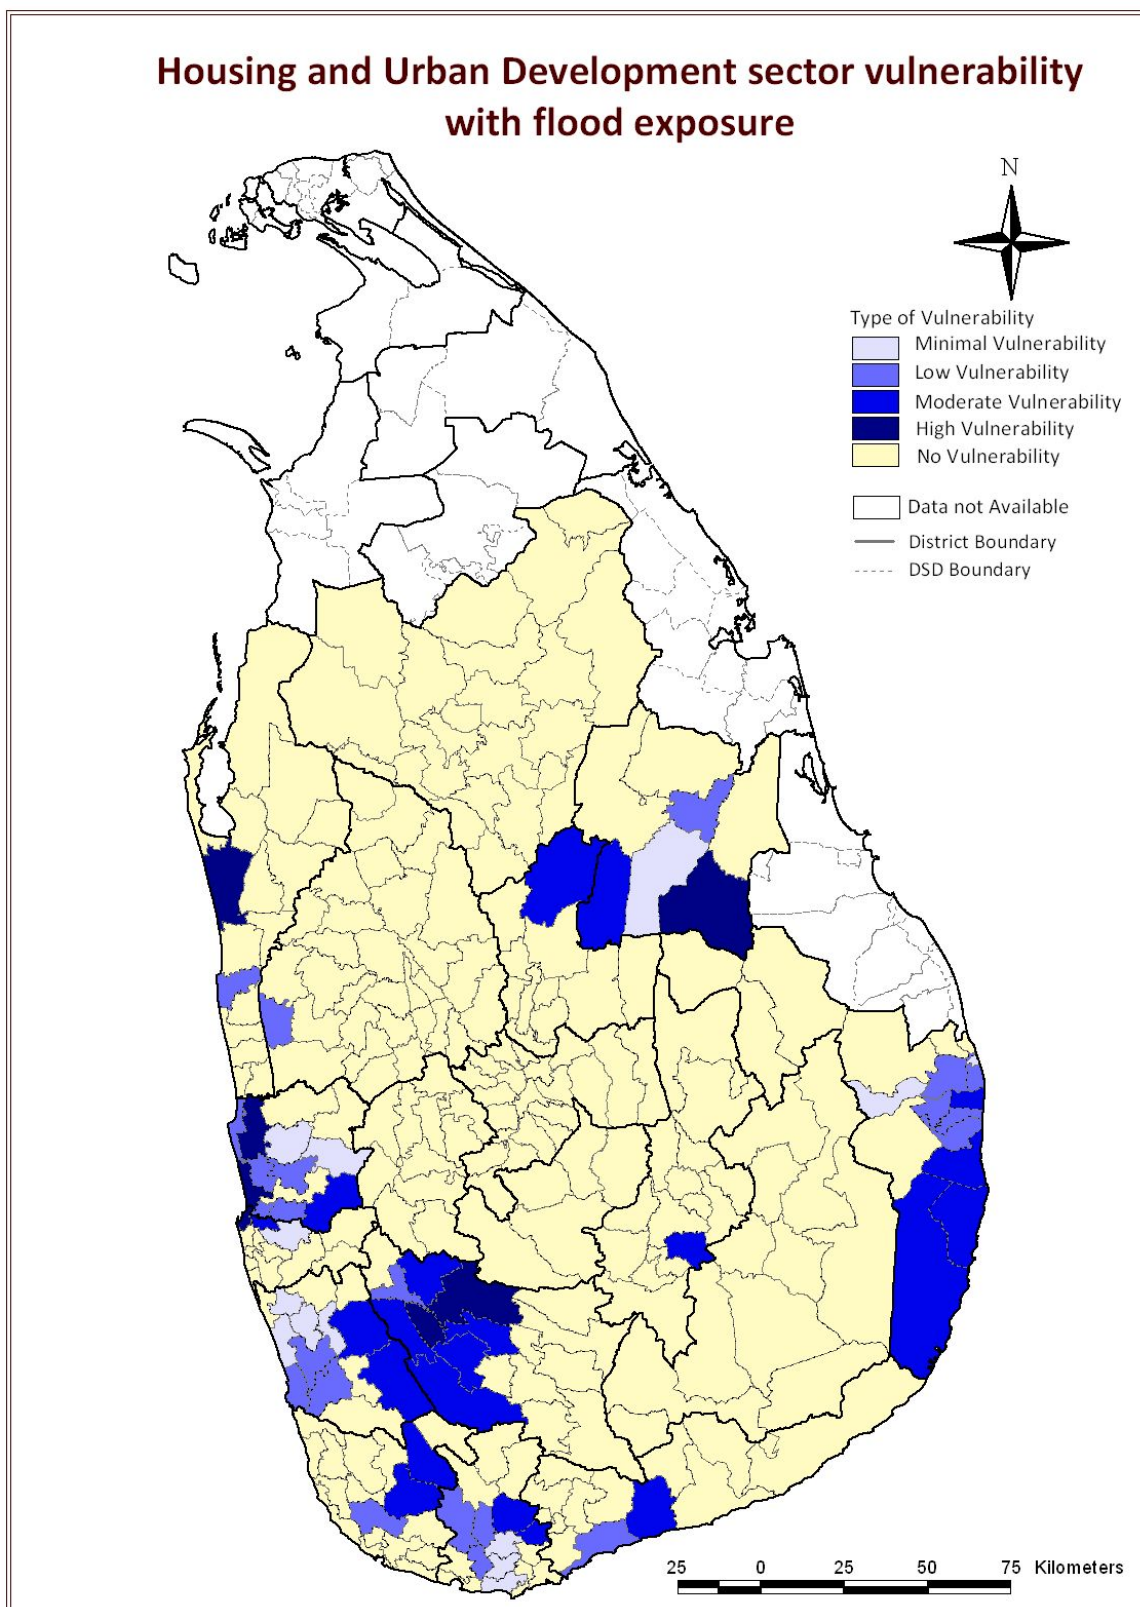 Housing and Urban Development sector vulnerability
with flood exposure
N
Type of Vulnerability
Minimal Vulnerability
Low Vulnerability
Moderate Vulnerability
High Vulnerability
No Vulnerability
Data not Available
District Boundary
DSD Boundary
25 0 25 50 75 Kilometers